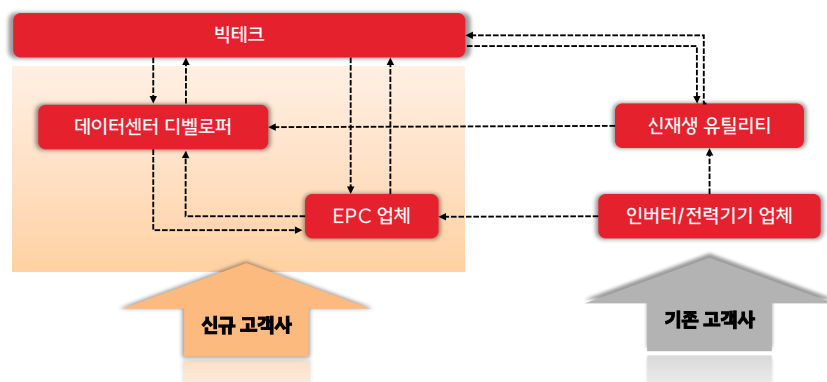 빅테크
데이터센터 디벨로퍼
신재생 유틸리티
EPC 업체
인버터/전력기기 업체
신규 고객사
기존 고객사